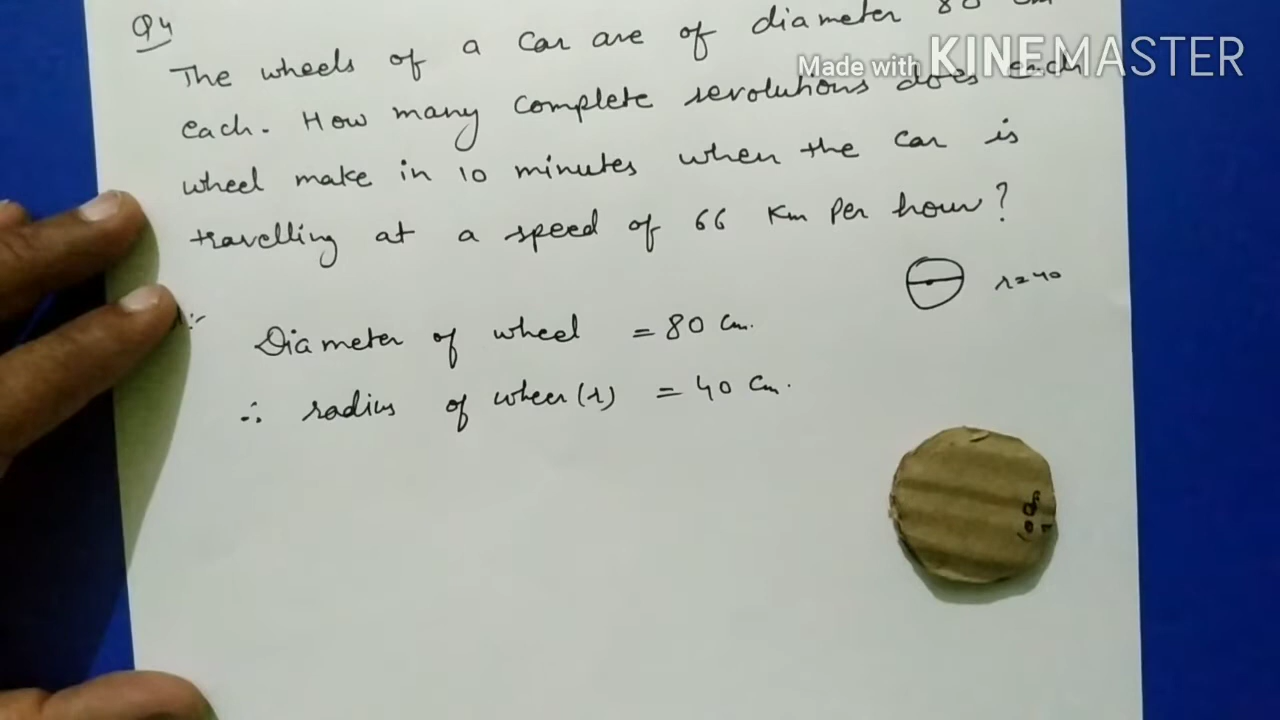 Q4
The wheels of a car are of diameter 80 cm
Made with KINEMASTER
each. How many complete revolutions does each
wheel make in 10 minutes when the car is
travelling at a speed of 66 Km Per hour?
r=40
Diameter of wheel = 80 cm.
∴ radius of wheel (r) = 40 cm.